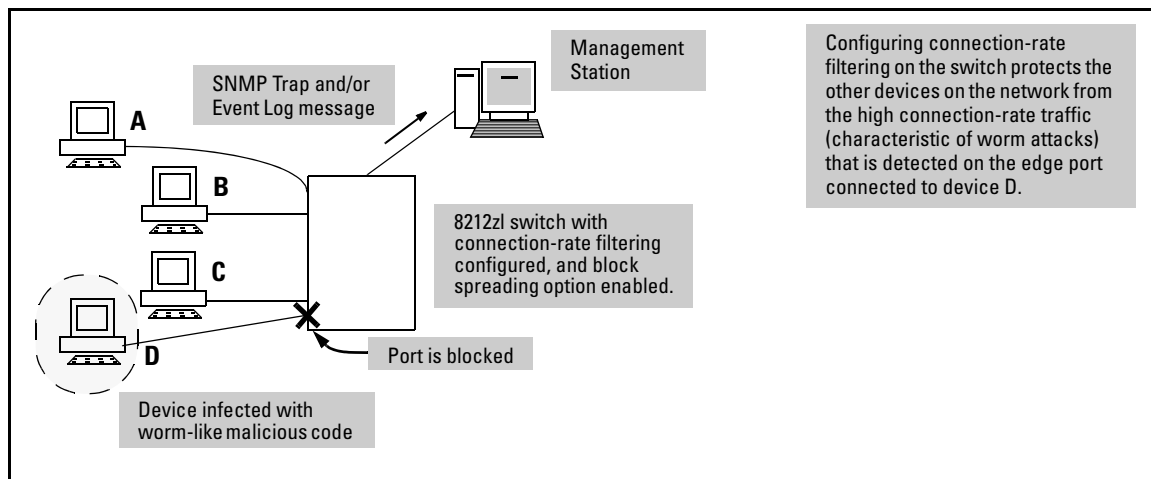 Management
Station
SNMP Trap and/or
Event Log message
Configuring connection-rate
filtering on the switch protects the
other devices on the network from
the high connection-rate traffic
(characteristic of worm attacks)
that is detected on the edge port
connected to device D.
A
B
C
D
8212zl switch with
connection-rate filtering
configured, and block
spreading option enabled.
Port is blocked
Device infected with
worm-like malicious code